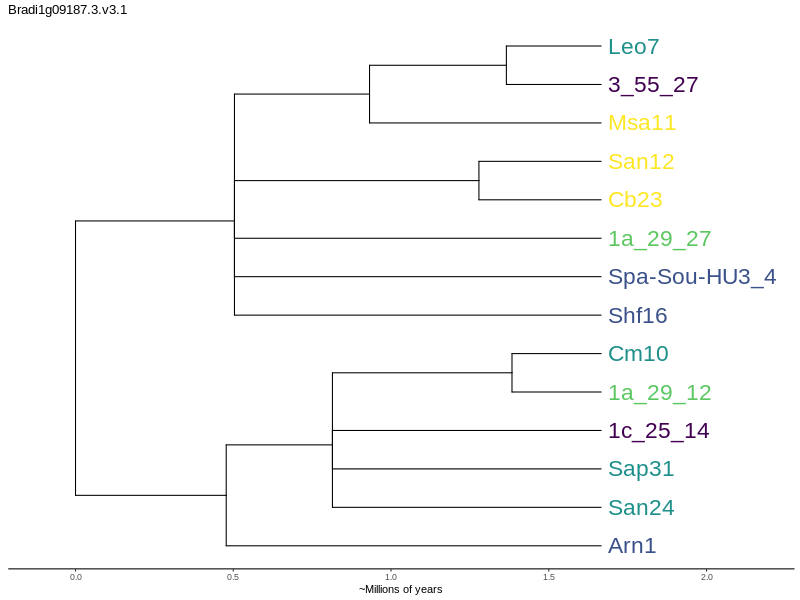 Bradi1g09187.3.v3.1
Leo7
3_55_27
Msa11
San12
Cb23
1a_29_27
Spa-Sou-HU3_4
Shf16
Cm10
1a_29_12
1c_25_14
Sap31
San24
Arn1
0.0 0.5 1.0 1.5 2.0
~Millions of years